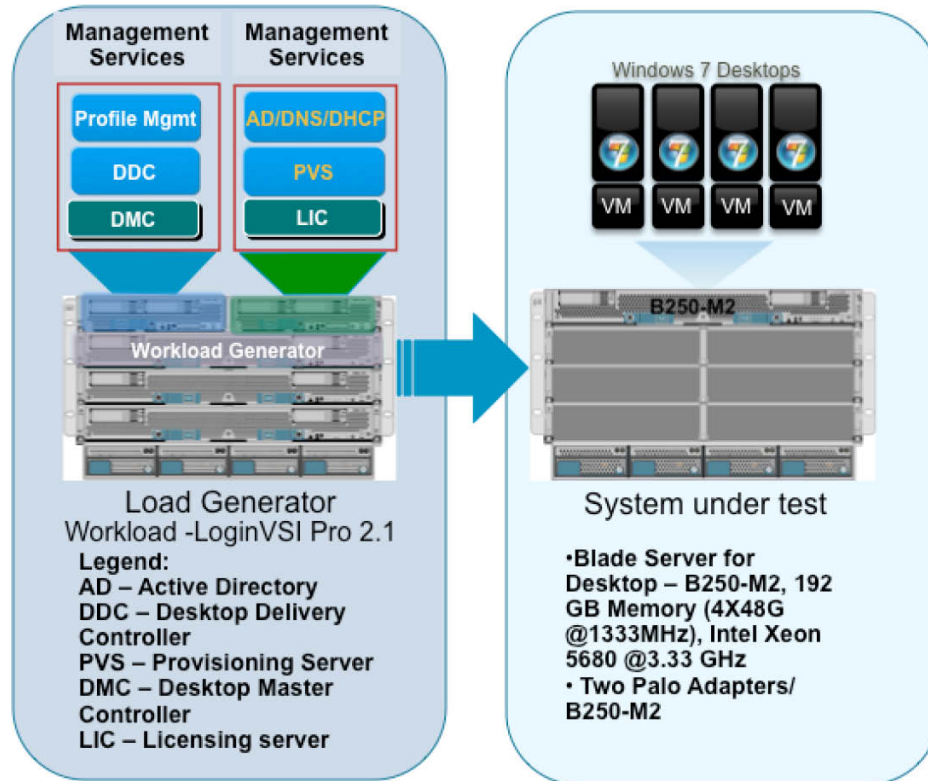 Management
Services
Management
Services
Profile Mgmt
DDC
DMC
AD/DNS/DHCP
PVS
LIC
Workload Generator
Load Generator
Workload -LoginVSI Pro 2.1
Legend:
AD – Active Directory
DDC – Desktop Delivery
Controller
PVS – Provisioning Server
DMC – Desktop Master
Controller
LIC – Licensing server
Windows 7 Desktops
VM
VM
VM
VM
B250-M2
System under test
•Blade Server for
Desktop – B250-M2, 192
GB Memory (4X48G
@1333MHz), Intel Xeon
5680 @3.33 GHz
• Two Palo Adapters/
B250-M2